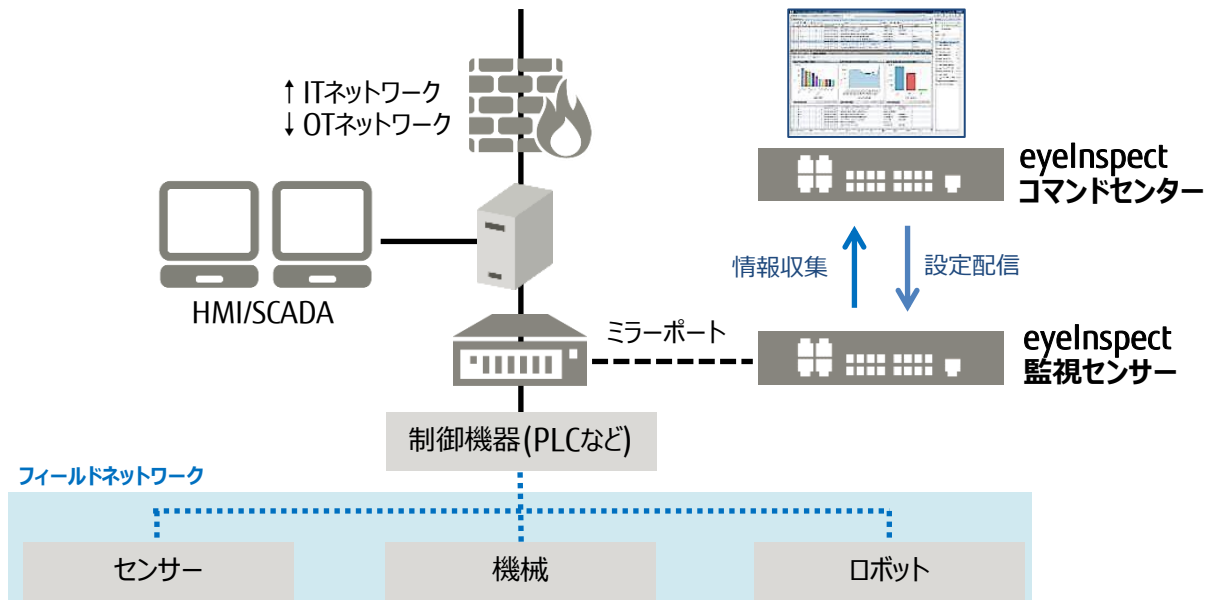 ↑ ITネットワーク
↓ OTネットワーク
eyeInspect
コマンドセンター
情報収集
設定配信
HMI/SCADA
ミラーポート
eyeInspect
監視センサー
制御機器(PLCなど)
フィールドネットワーク
センサー
機械
ロボット